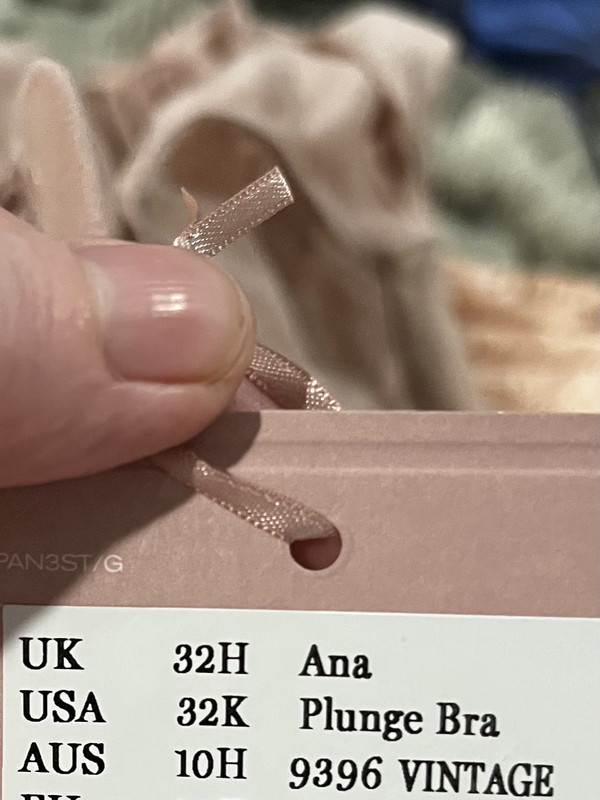 PAN3ST/G
UK 32H Ana
USA 32K Plunge Bra
AUS 10H 9396 VINTAGE